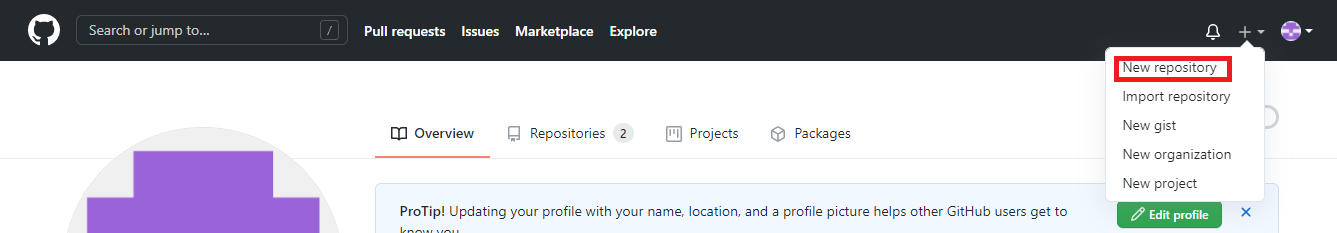 Search or jump to... /
Pull requests Issues Marketplace Explore
New repository
Import repository
New gist
New organization
New project
Overview Repositories 2 Projects Packages
ProTip! Updating your profile with your name, location, and a profile picture helps other GitHub users get to
know you
Edit profile